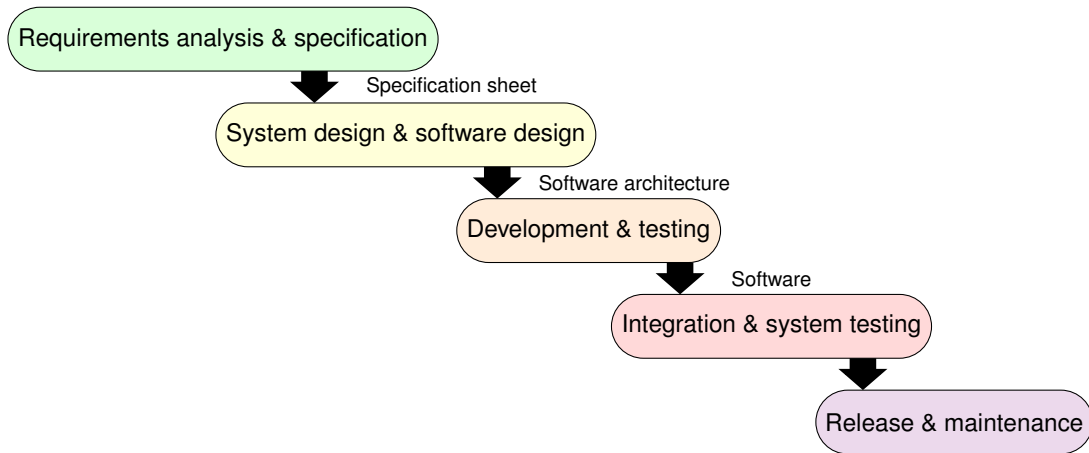 Requirements analysis & specification
Specification sheet
System design & software design
Software architecture
Development & testing
Software
Integration & system testing
Release & maintenance